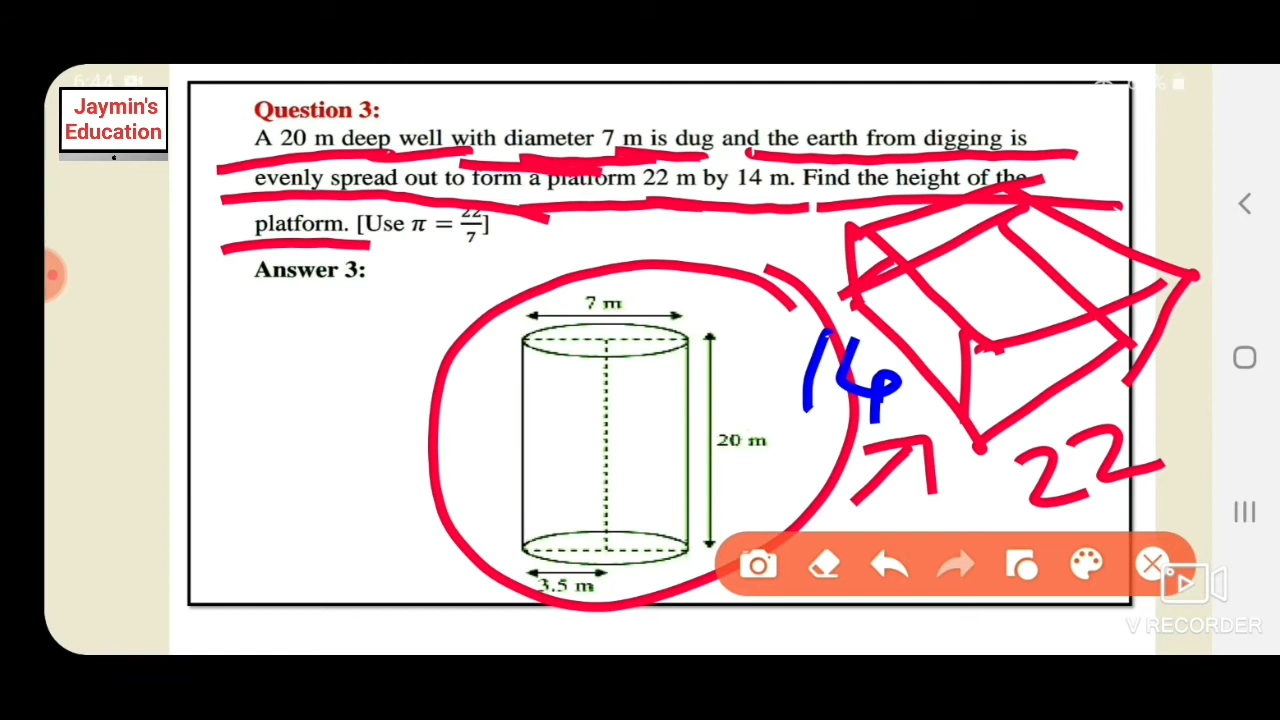 6:44
Jaymin's
Education
Question 3:
A 20 m deep well with diameter 7 m is dug and the earth from digging is
evenly spread out to form a platform 22 m by 14 m. Find the height of the
platform. [Use π = 22/7]
Answer 3:
7 m
14
20 m
22
3.5 m
V RECORDER